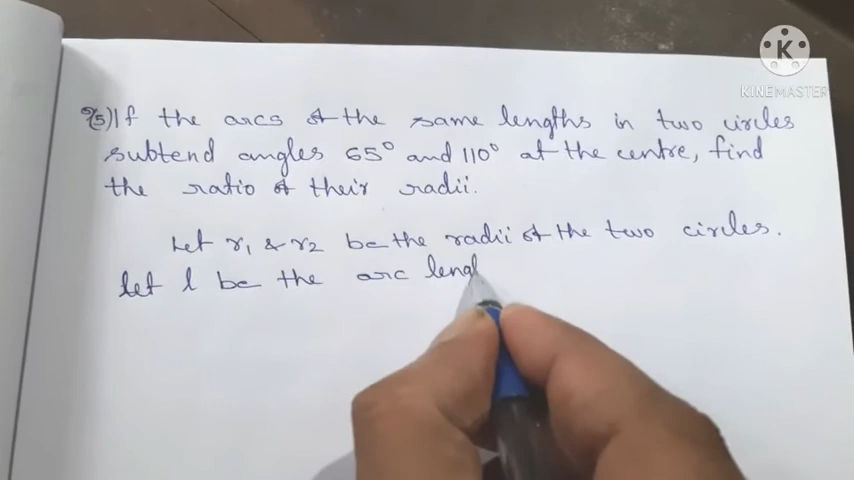 K
KINEMASTER
Q5) If the arcs of the same lengths in two circles
subtend angles 65° and 110° at the centre, find
the ratio of their radii.
Let r1 & r2 be the radii of the two circles.
let l be the arc leng